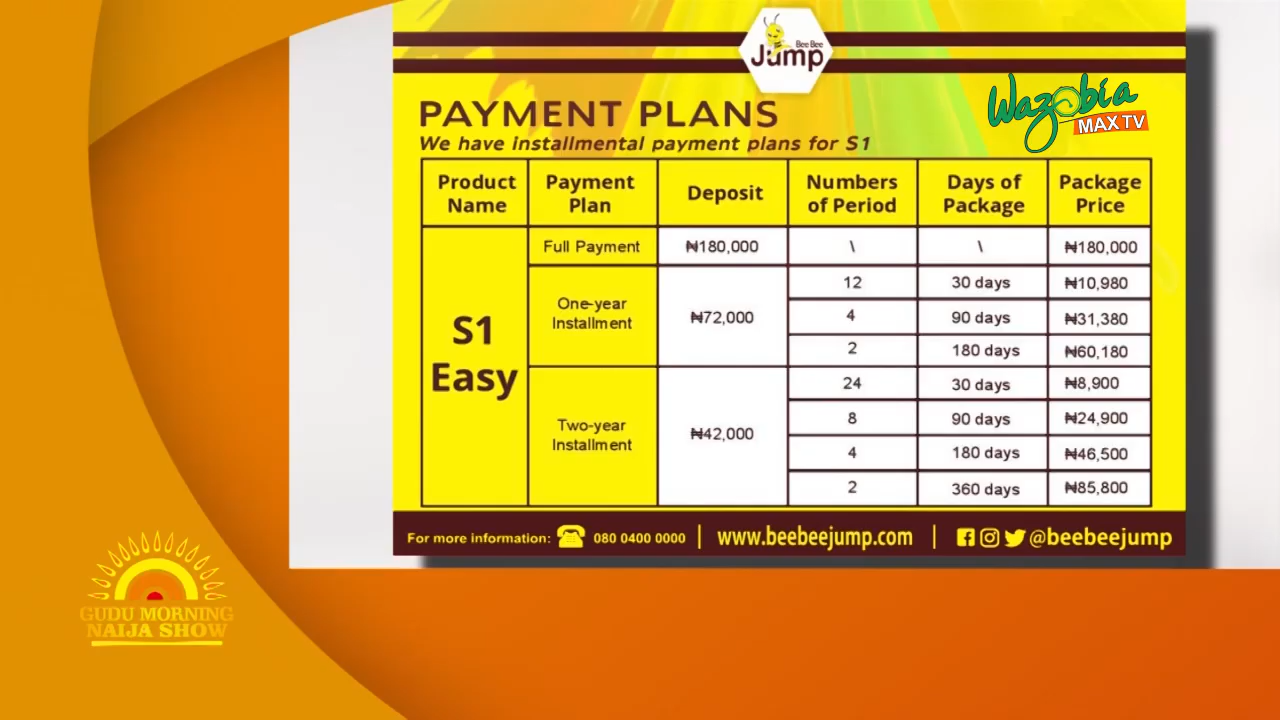 Bee Bee
Jump
Wazobia
MAX TV
PAYMENT PLANS
We have installmental payment plans for S1
Product Name | Payment Plan | Deposit | Numbers of Period | Days of Package | Package Price
S1 Easy
Full Payment | ₦180,000 | \ | \ | ₦180,000
One-year Installment | ₦72,000
12 | 30 days | ₦10,980
4 | 90 days | ₦31,380
2 | 180 days | ₦60,180
Two-year Installment | ₦42,000
24 | 30 days | ₦8,900
8 | 90 days | ₦24,900
4 | 180 days | ₦46,500
2 | 360 days | ₦85,800
For more information: 080 0400 0000 | www.beebeejump.com | @beebeejump
GUDU MORNING
NAIJA SHOW